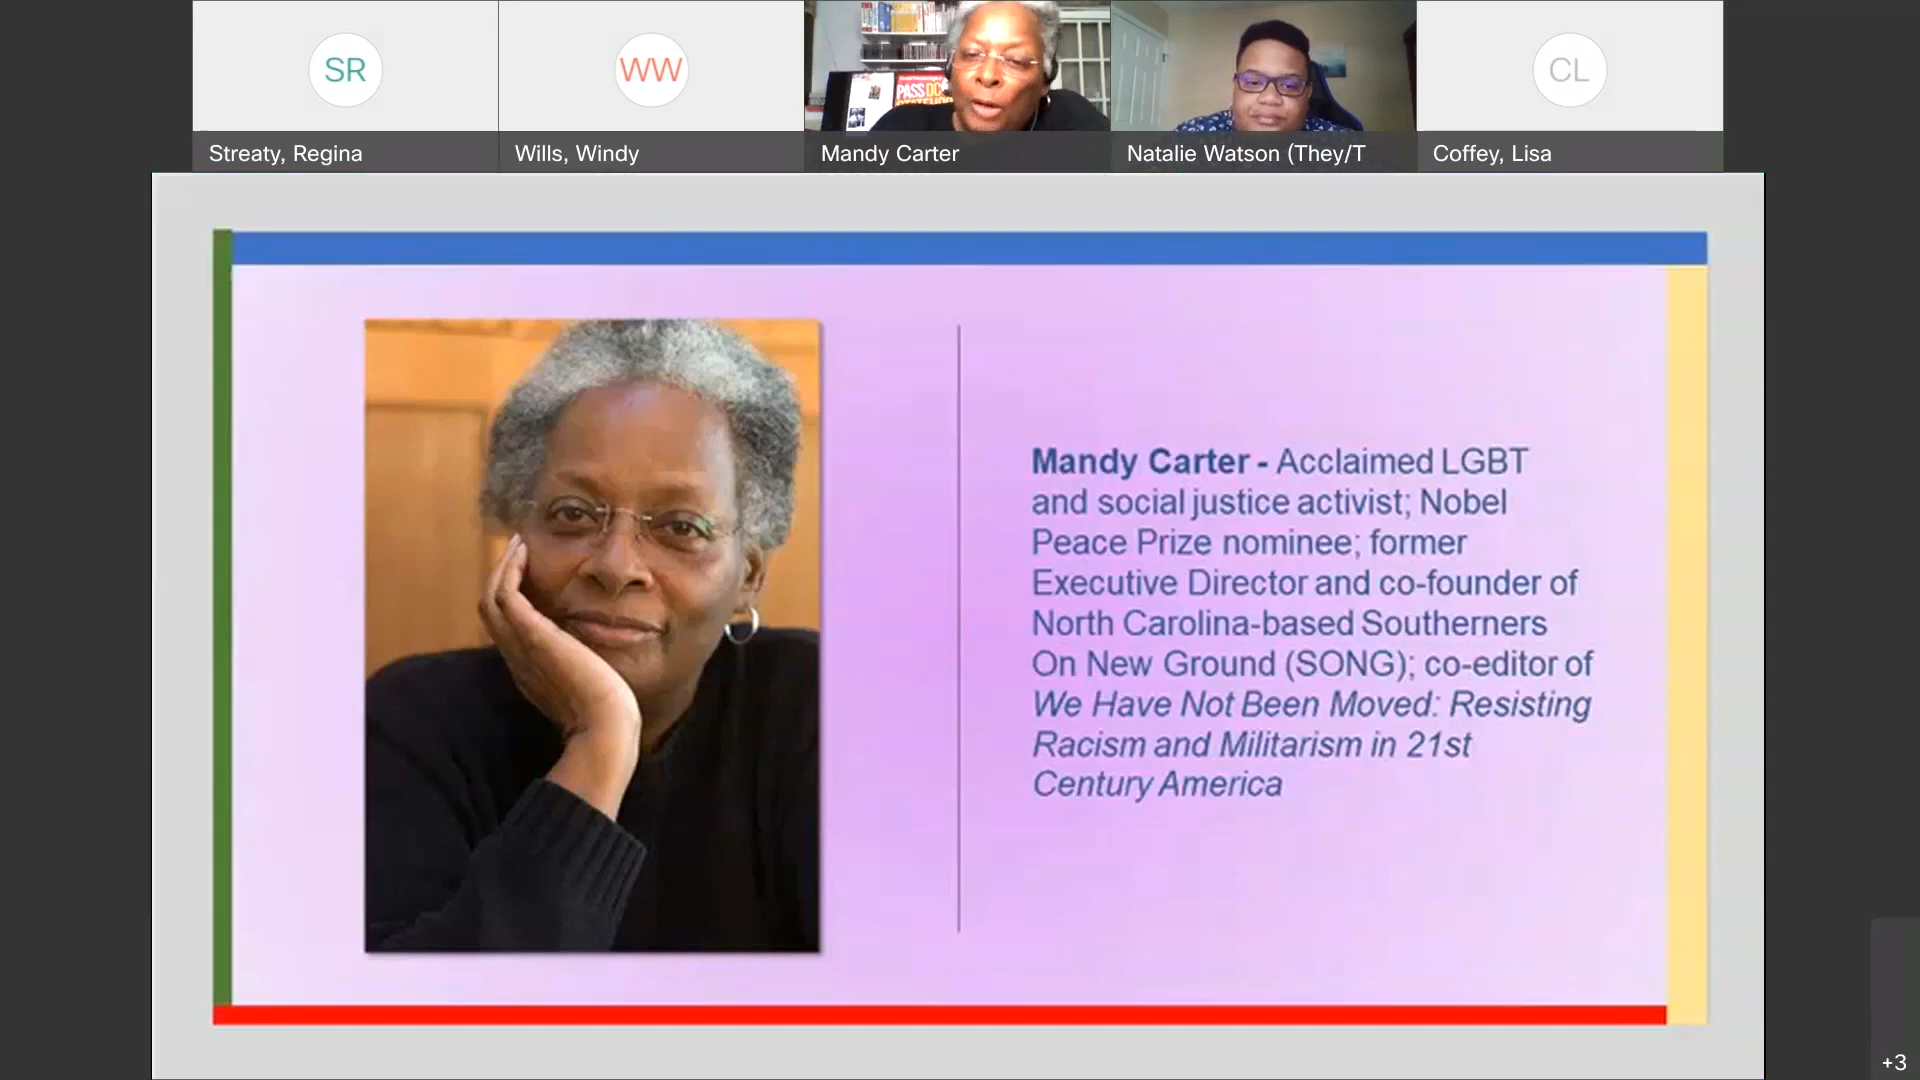 SR
WW
PASS DC
Streaty, Regina
Wills, Windy
Mandy Carter
Natalie Watson (They/T
CL
Coffey, Lisa
Mandy Carter - Acclaimed LGBT
and social justice activist; Nobel
Peace Prize nominee; former
Executive Director and co-founder of
North Carolina-based Southerners
On New Ground (SONG); co-editor of
We Have Not Been Moved: Resisting
Racism and Militarism in 21st
Century America
+3